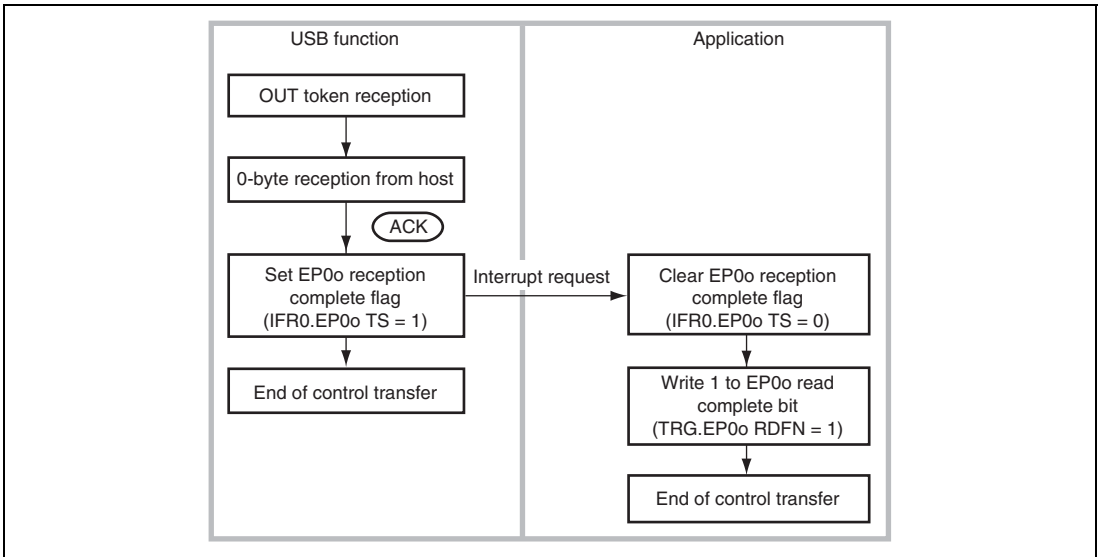 USB function
Application
OUT token reception
0-byte reception from host
ACK
Set EP0o reception
complete flag
(IFR0.EP0o TS = 1)
Interrupt request
Clear EP0o reception
complete flag
(IFR0.EP0o TS = 0)
End of control transfer
Write 1 to EP0o read
complete bit
(TRG.EP0o RDFN = 1)
End of control transfer